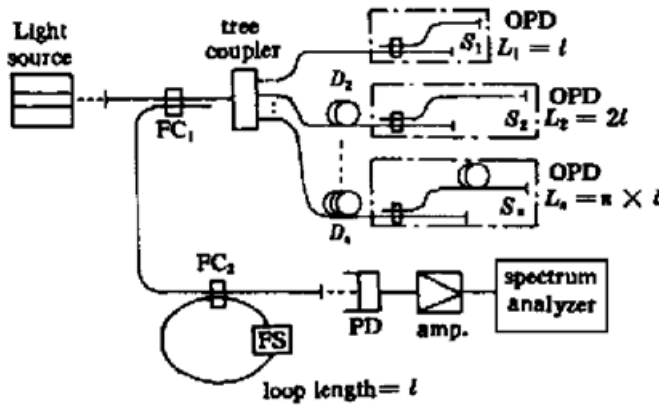 tree
coupler
Light
source
OPD
S₁ L₁ = l
D₂
OPD
S₂ L₂ = 2l
FC₁
OPD
Sₙ Lₙ = n × l
Dₙ
FC₂
FS
PD
amp.
spectrum
analyzer
loop length = l